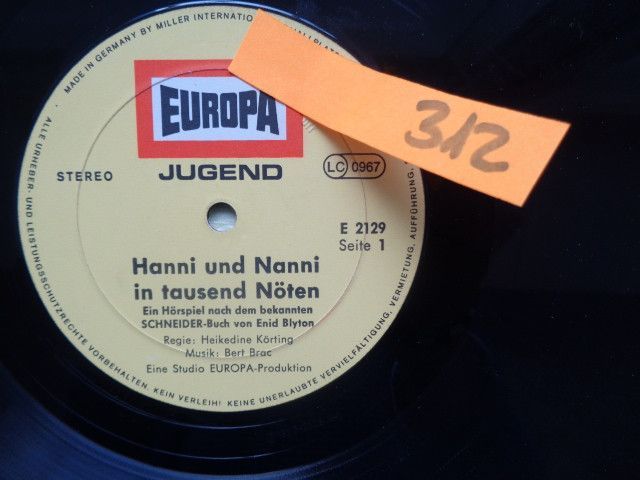 MADE IN GERMANY BY MILLER INTERNATION
EUROPA
312
JUGEND
STEREO
LC 0967
E 2129
Seite 1
Hanni und Nanni
in tausend Nöten
Ein Hörspiel nach dem bekannten
SCHNEIDER-Buch von Enid Blyton
Regie: Heikedine Körting
Musik: Bert Brac
Eine Studio EUROPA-Produktion
ALLE URHEBER- UND LEISTUNGSSCHUTZRECHTE VORBEHALTEN. KEIN VERLEIH! KEINE UNERLAUBTE VERVIELFÄLTIGUNG, VERMIETUNG, AUFFÜHRUNG,